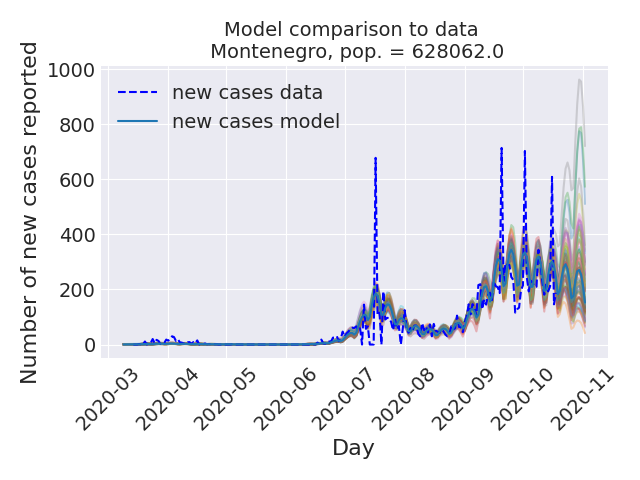 Model comparison to data
Montenegro, pop. = 628062.0
Number of new cases reported
1000
800
600
400
200
0
new cases data
new cases model
2020-03
2020-04
2020-05
2020-06
2020-07
2020-08
2020-09
2020-10
2020-11
Day